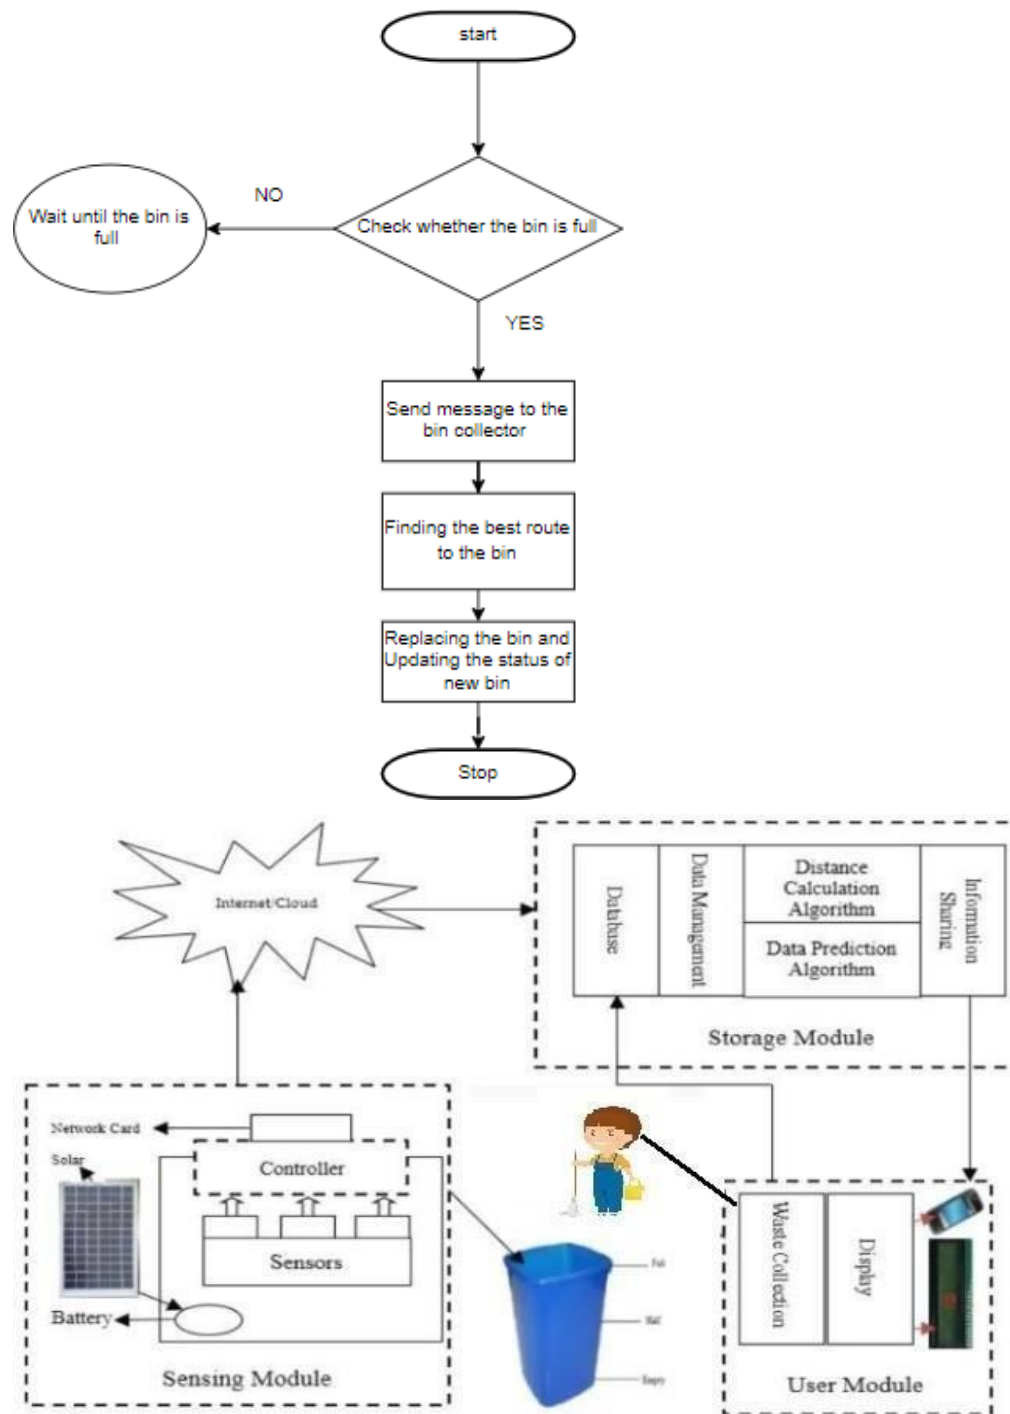 start
NO
Wait until the bin is
full
Check whether the bin is full
YES
Send message to the
bin collector
Finding the best route
to the bin
Replacing the bin and
Updating the status of
new bin
Stop
Internet/Cloud
Database
Data Management
Distance
Calculation
Algorithm
Data Prediction
Algorithm
Information
Sharing
Storage Module
Network Card
Solar
Controller
Sensors
Battery
Sensing Module
Full
Half
Empty
Waste Collection
Display
User Module